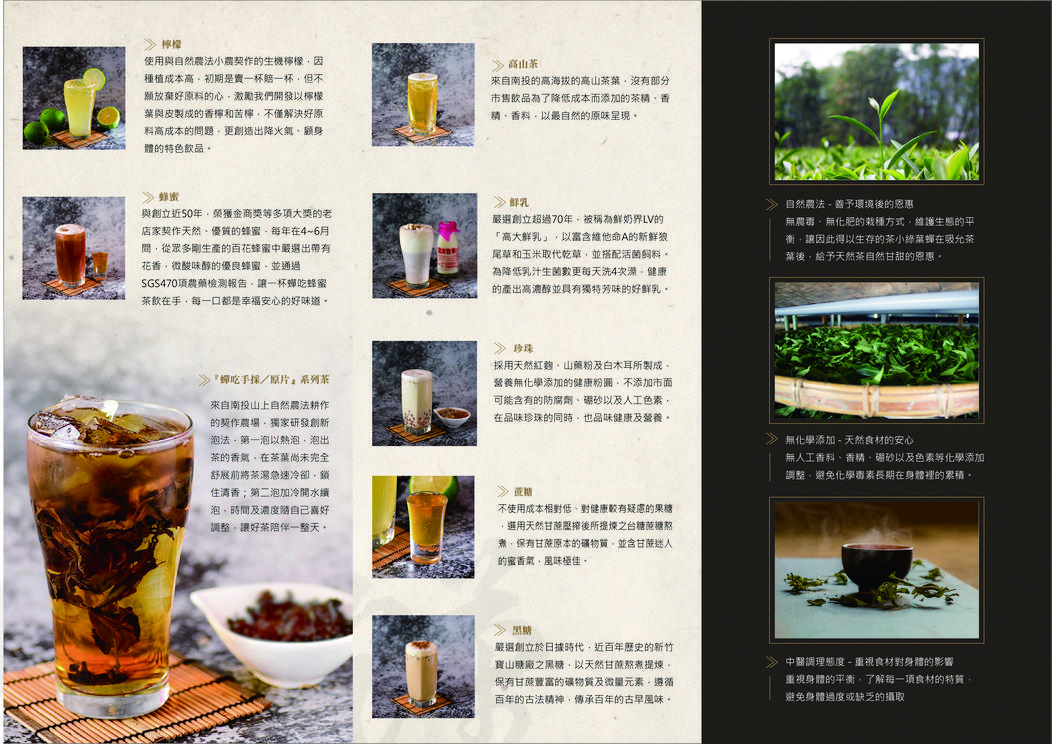 檸檬
使用與自然農法小農契作的生機檸檬，因
種植成本高，初期是賣一杯賠一杯，但不
願放棄好原料的心，激勵我們開發以檸檬
葉與皮製成的香檸和苦檸，不僅解決好原
料高成本的問題，更創造出降火氣、顧身
體的特色飲品。
蜂蜜
與創立近50年，榮獲金商獎等多項大獎的老
店家契作天然、優質的蜂蜜、每年在4~6月
間，從眾多剛生產的百花蜂蜜中嚴選出帶有
花香，微酸味醇的優良蜂蜜，並通過
SGS470項農藥檢測報告，讓一杯蟬吃蜂蜜
茶飲在手，每一口都是幸福安心的好味道。
『蟬吃手採／原片』系列茶
來自南投山上自然農法耕作
的契作農場，獨家研發創新
泡法，第一泡以熱泡，泡出
茶的香氣，在茶葉尚未完全
舒展前將茶湯急速冷卻，鎖
住清香；第二泡加冷開水續
泡，時間及濃度隨自己喜好
調整，讓好茶陪伴一整天。
高山茶
來自南投的高海拔的高山茶葉，沒有部分
市售飲品為了降低成本而添加的茶精、香
精、香料，以最自然的原味呈現。
鮮乳
嚴選創立超過70年，被稱為鮮奶界LV的
「高大鮮乳」，以富含維他命A的新鮮狼
尾草和玉米取代乾草，並搭配活菌飼料。
為降低乳汁生菌數更每天洗4次澡，健康
的產出高濃醇並具有獨特芳味的好鮮乳。
珍珠
採用天然紅麴、山藥粉及白木耳所製成，
營養無化學添加的健康粉圓，不添加市面
可能含有的防腐劑、硼砂以及人工色素，
在品味珍珠的同時，也品味健康及營養。
蔗糖
不使用成本相對低、對健康較有疑慮的果糖
，選用天然甘蔗壓搾後所提煉之台糖蔗糖熬
煮，保有甘蔗原本的礦物質，並含甘蔗迷人
的蜜香氣，風味極佳。
黑糖
嚴選創立於日據時代，近百年歷史的新竹
寶山糖廠之黑糖，以天然甘蔗熬煮提煉，
保有甘蔗豐富的礦物質及微量元素，遵循
百年的古法精神，傳承百年的古早風味。
自然農法－善予環境後的恩惠
無農毒、無化肥的栽種方式，維護生態的平
衡，讓因此得以生存的茶小綠葉蟬在吸允茶
葉後，給予天然茶自然甘甜的恩惠。
無化學添加－天然食材的安心
無人工香料、香精、硼砂以及色素等化學添加
調整，避免化學毒素長期在身體裡的累積。
中醫調理態度－重視食材對身體的影響
重視身體的平衡，了解每一項食材的特質，
避免身體過度或缺乏的攝取